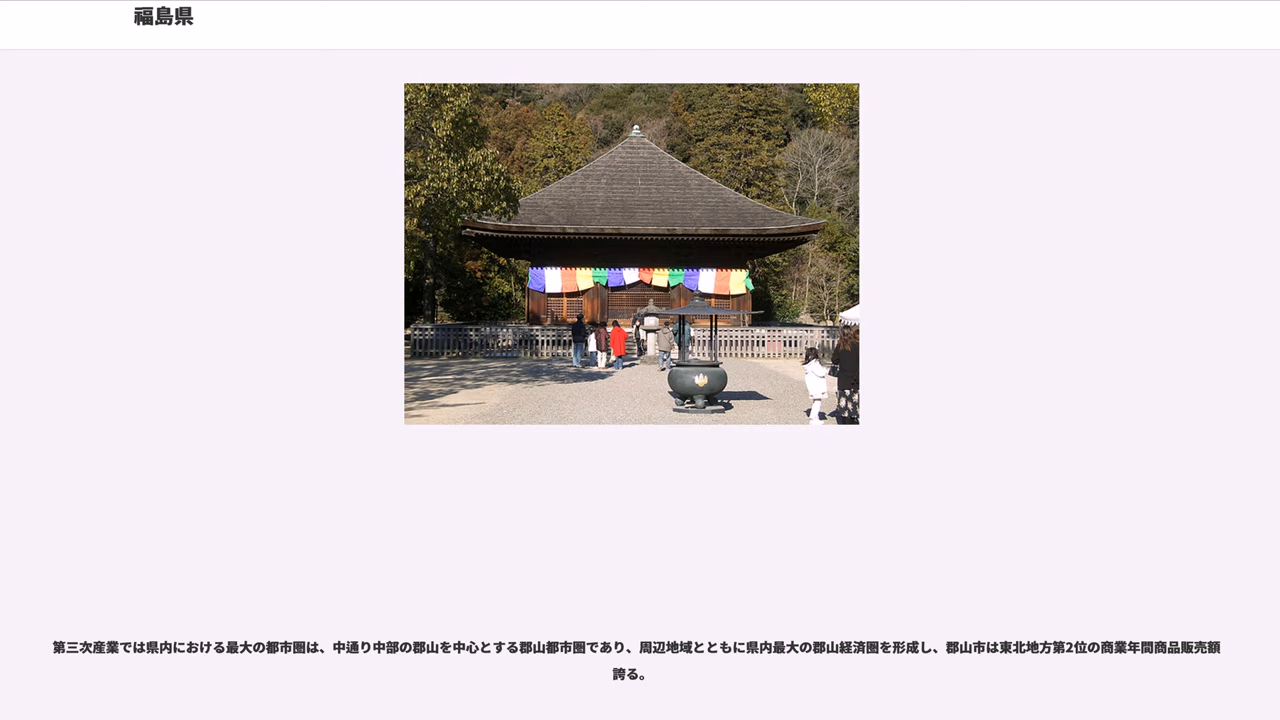 福島県
第三次産業では県内における最大の都市圏は、中通り中部の郡山を中心とする郡山都市圏であり、周辺地域とともに県内最大の郡山経済圏を形成し、郡山市は東北地方第2位の商業年間商品販売額
誇る。